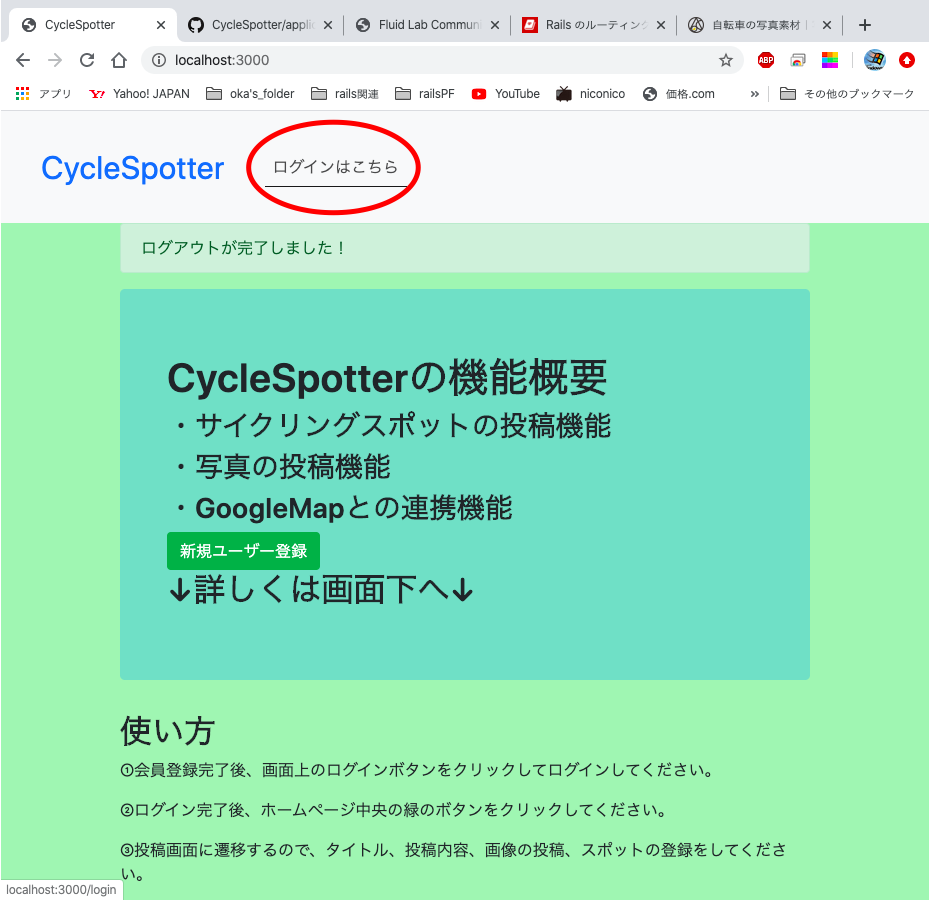 CycleSpotter
CycleSpotter/applic
Fluid Lab Communi
Rails のルーティング
自転車の写真素材
localhost:3000
ABP
アプリ
Yahoo! JAPAN
oka's_folder
rails関連
railsPF
YouTube
niconico
価格.com
»
その他のブックマーク
CycleSpotter
ログインはこちら
ログアウトが完了しました！
CycleSpotterの機能概要
・サイクリングスポットの投稿機能
・写真の投稿機能
・GoogleMapとの連携機能
新規ユーザー登録
↓詳しくは画面下へ↓
使い方
①会員登録完了後、画面上のログインボタンをクリックしてログインしてください。
②ログイン完了後、ホームページ中央の緑のボタンをクリックしてください。
③投稿画面に遷移するので、タイトル、投稿内容、画像の投稿、スポットの登録をしてくださ
い。
localhost:3000/login